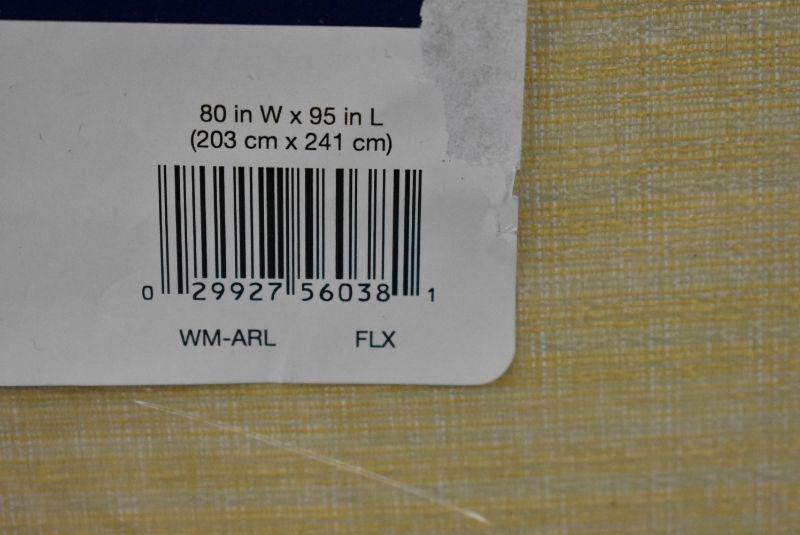 80 in W x 95 in L
(203 cm x 241 cm)
0 29927 56038 1
WM-ARL FLX